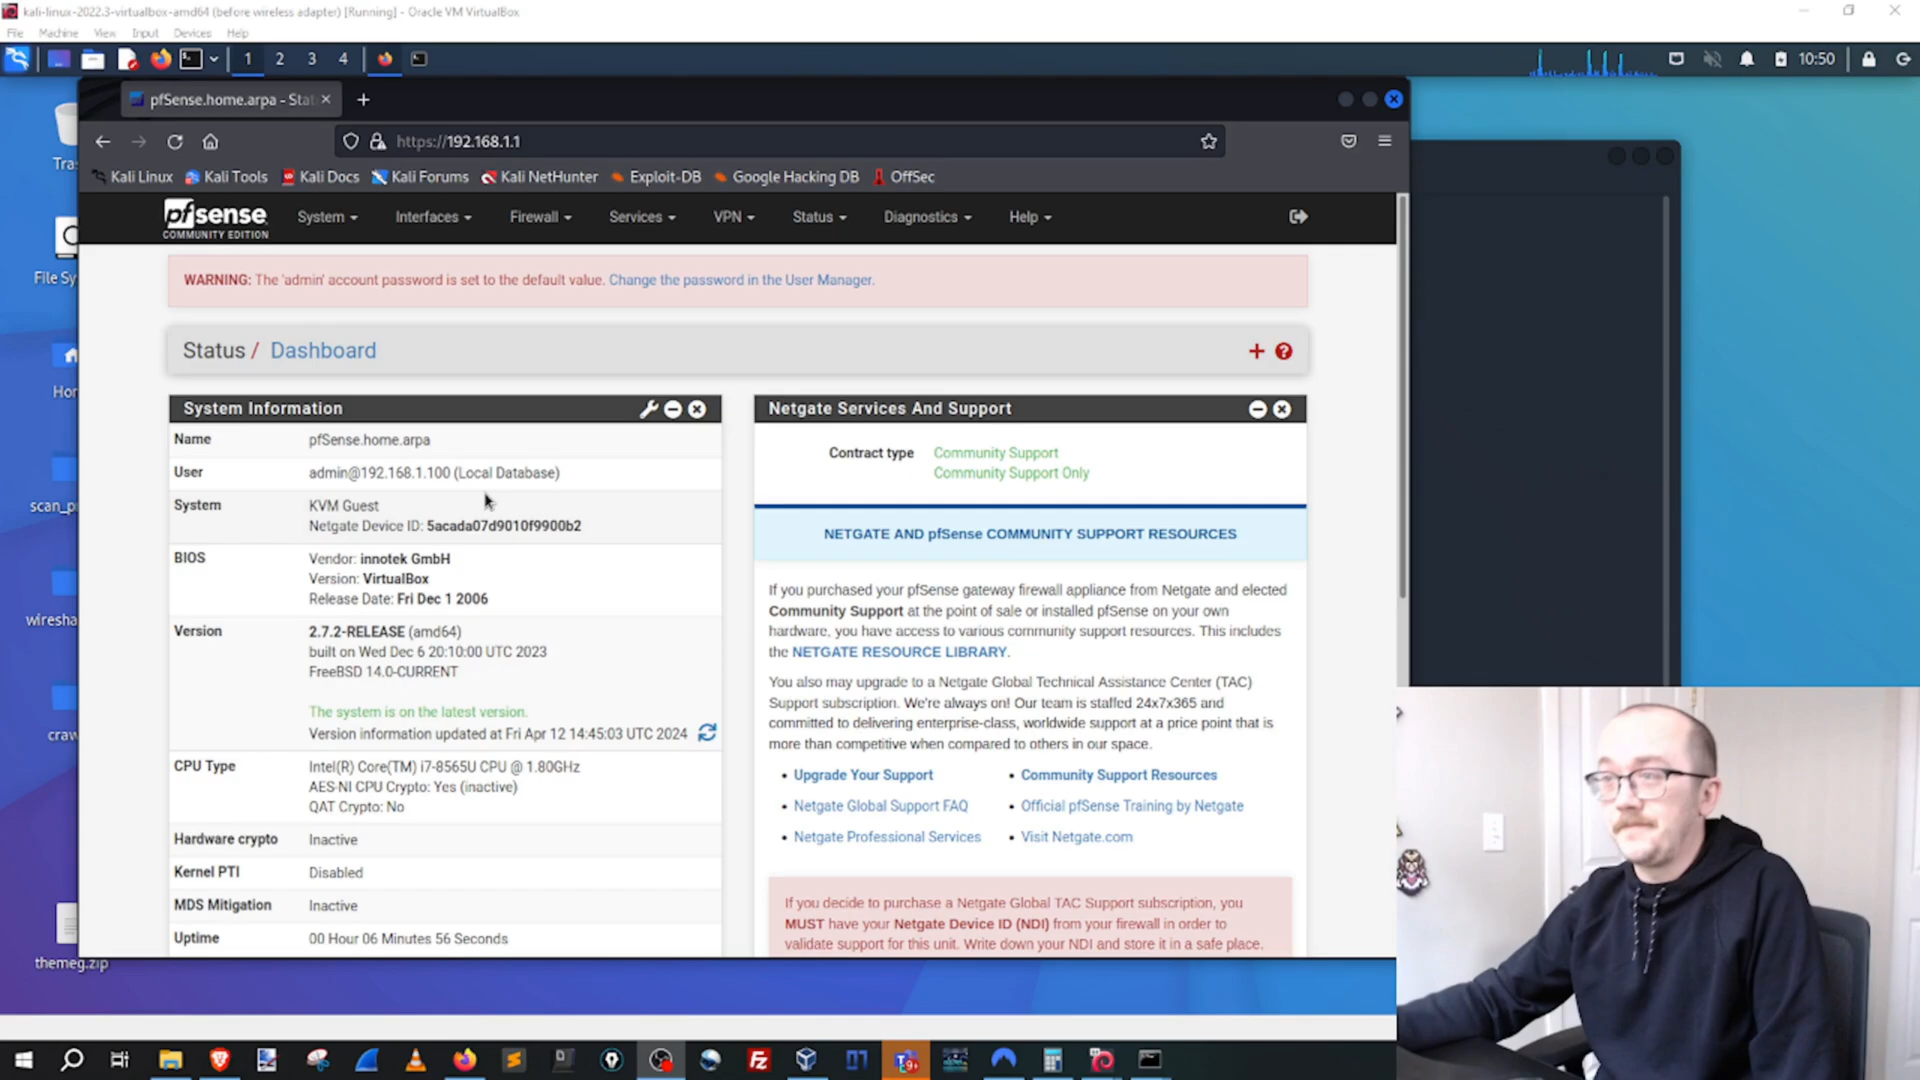 kali-linux-2022.3-virtualbox-amd64 (before wireless adapter) [Running] - Oracle VM VirtualBox
File Machine View Input Devices Help
1 2 3 4
10:50
pfSense.home.arpa - Stat
https://192.168.1.1
Kali Linux Kali Tools Kali Docs Kali Forums Kali NetHunter Exploit-DB Google Hacking DB OffSec
pfsense
COMMUNITY EDITION
System Interfaces Firewall Services VPN Status Diagnostics Help
WARNING: The 'admin' account password is set to the default value. Change the password in the User Manager.
Status / Dashboard
System Information
Name pfSense.home.arpa
User admin@192.168.1.100 (Local Database)
System KVM Guest
Netgate Device ID: 5acada07d9010f9900b2
BIOS Vendor: innotek GmbH
Version: VirtualBox
Release Date: Fri Dec 1 2006
Version 2.7.2-RELEASE (amd64)
built on Wed Dec 6 20:10:00 UTC 2023
FreeBSD 14.0-CURRENT
The system is on the latest version.
Version information updated at Fri Apr 12 14:45:03 UTC 2024
CPU Type Intel(R) Core(TM) i7-8565U CPU @ 1.80GHz
AES-NI CPU Crypto: Yes (inactive)
QAT Crypto: No
Hardware crypto Inactive
Kernel PTI Disabled
MDS Mitigation Inactive
Uptime 00 Hour 06 Minutes 56 Seconds
Netgate Services And Support
Contract type Community Support
Community Support Only
NETGATE AND pfSense COMMUNITY SUPPORT RESOURCES
If you purchased your pfSense gateway firewall appliance from Netgate and elected
Community Support at the point of sale or installed pfSense on your own
hardware, you have access to various community support resources. This includes
the NETGATE RESOURCE LIBRARY.
You also may upgrade to a Netgate Global Technical Assistance Center (TAC)
Support subscription. We're always on! Our team is staffed 24x7x365 and
committed to delivering enterprise-class, worldwide support at a price point that is
more than competitive when compared to others in our space.
Upgrade Your Support
Community Support Resources
Netgate Global Support FAQ
Official pfSense Training by Netgate
Netgate Professional Services
Visit Netgate.com
If you decide to purchase a Netgate Global TAC Support subscription, you
MUST have your Netgate Device ID (NDI) from your firewall in order to
validate support for this unit. Write down your NDI and store it in a safe place.
Tra
File Sy
Hor
scan_p
wiresha
craw
themeg.zip